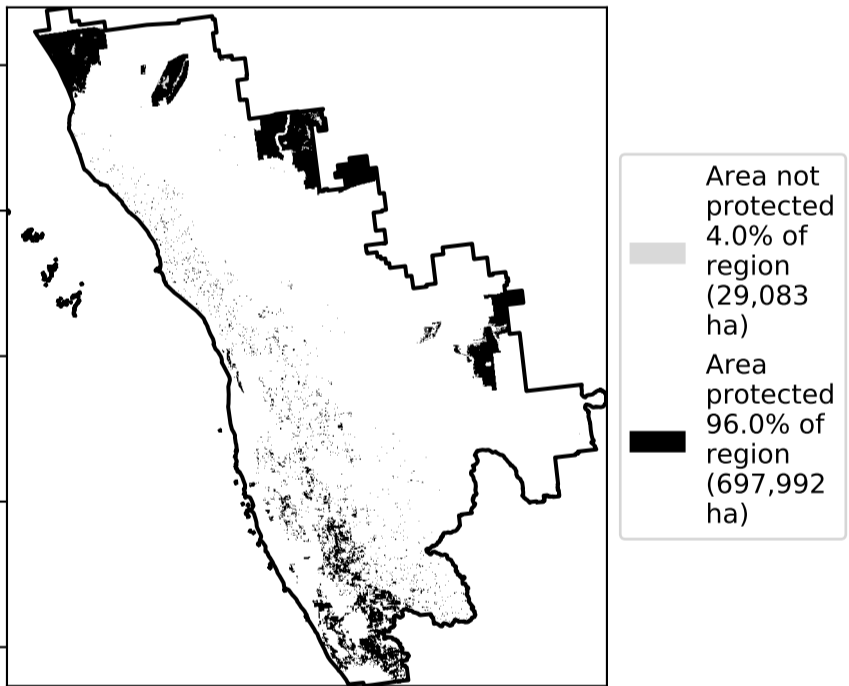 Area not
protected
4.0% of
region
(29,083
ha)
Area
protected
96.0% of
region
(697,992
ha)